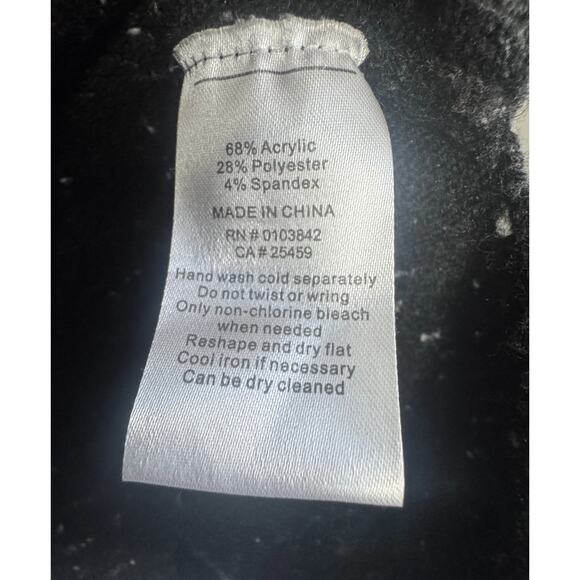 68% Acrylic
28% Polyester
4% Spandex
MADE IN CHINA
RN # 0103842
CA # 25459
Hand wash cold separately
Do not twist or wring
Only non-chlorine bleach
when needed
Reshape and dry flat
Cool iron if necessary
Can be dry cleaned